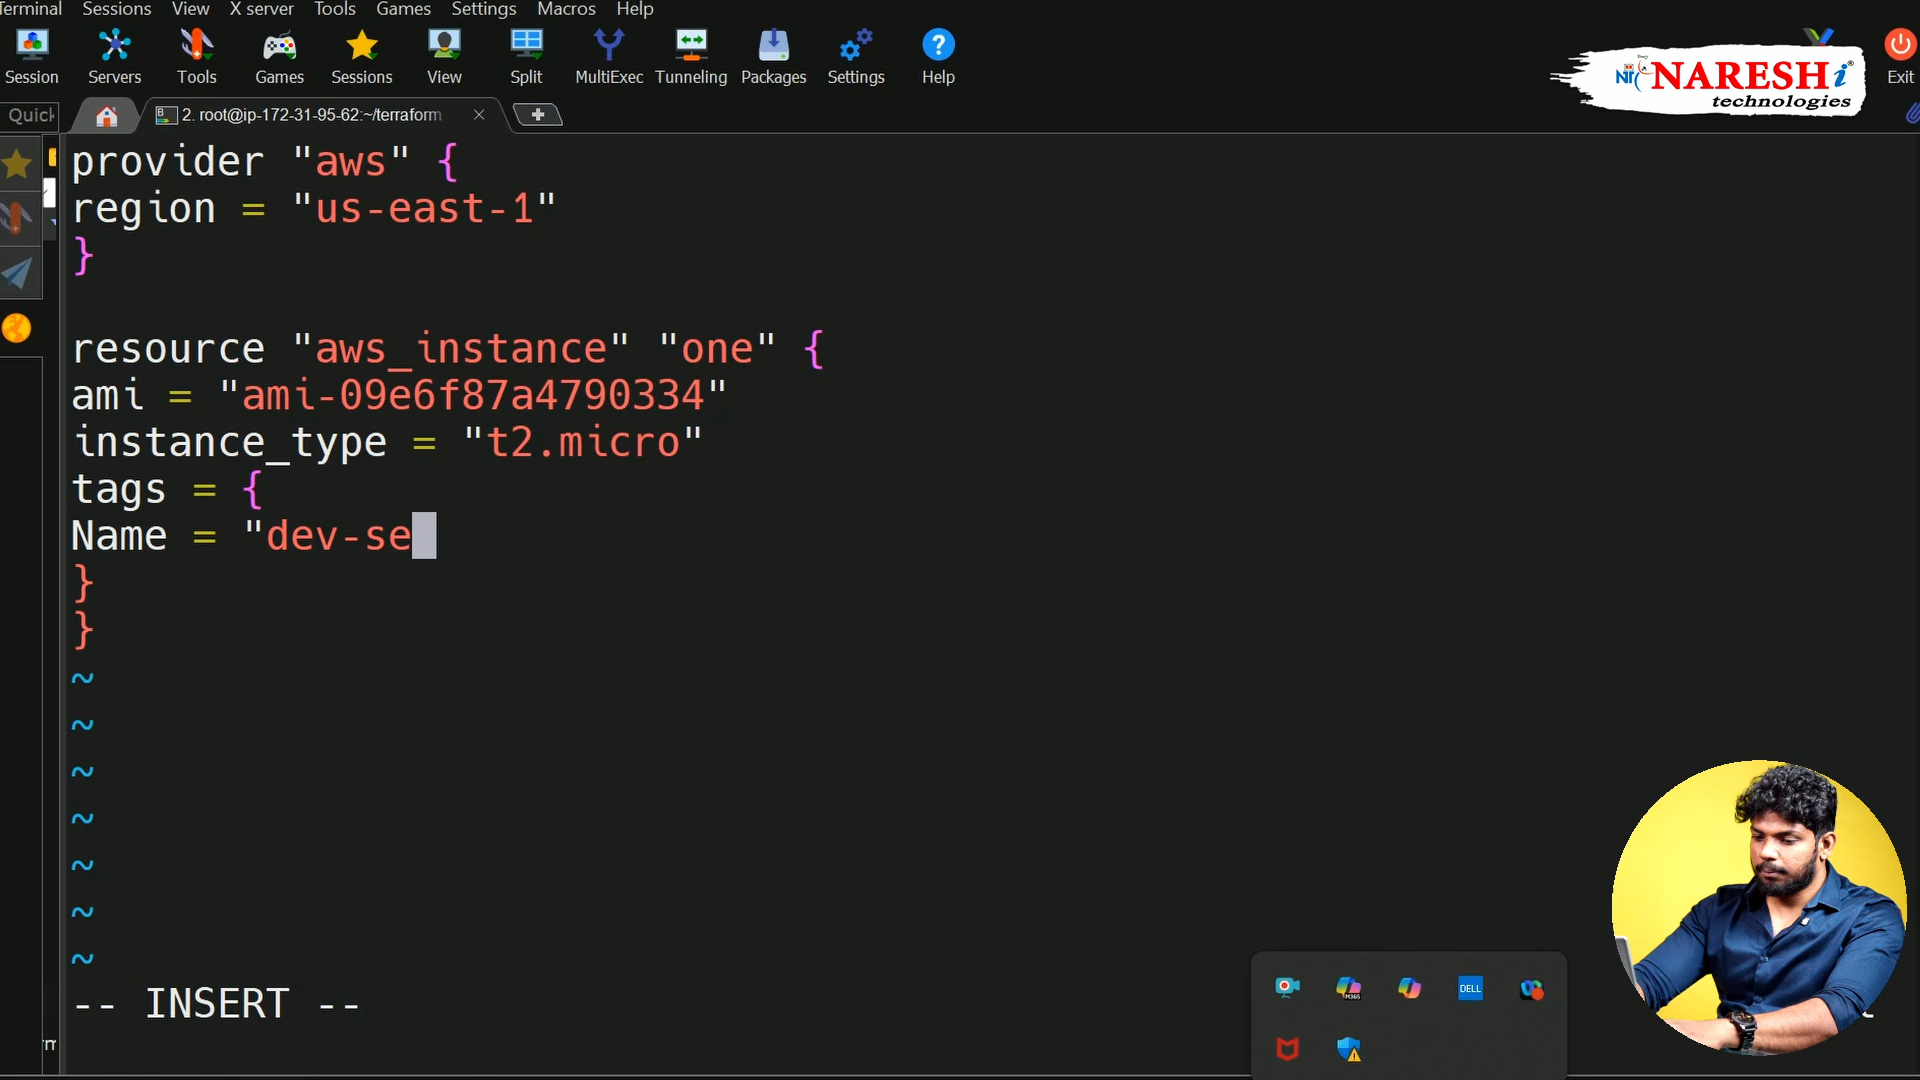 Terminal Sessions View X server Tools Games Settings Macros Help
Session Servers Tools Games Sessions View Split MultiExec Tunneling Packages Settings Help Exit
NARESH i®
technologies
Quick
2. root@ip-172-31-95-62:~/terraform
provider "aws" {
region = "us-east-1"
}
resource "aws_instance" "one" {
ami = "ami-09e6f87a4790334"
instance_type = "t2.micro"
tags = {
Name = "dev-se
}
}
~
~
~
~
~
~
~
-- INSERT --
M365
DELL